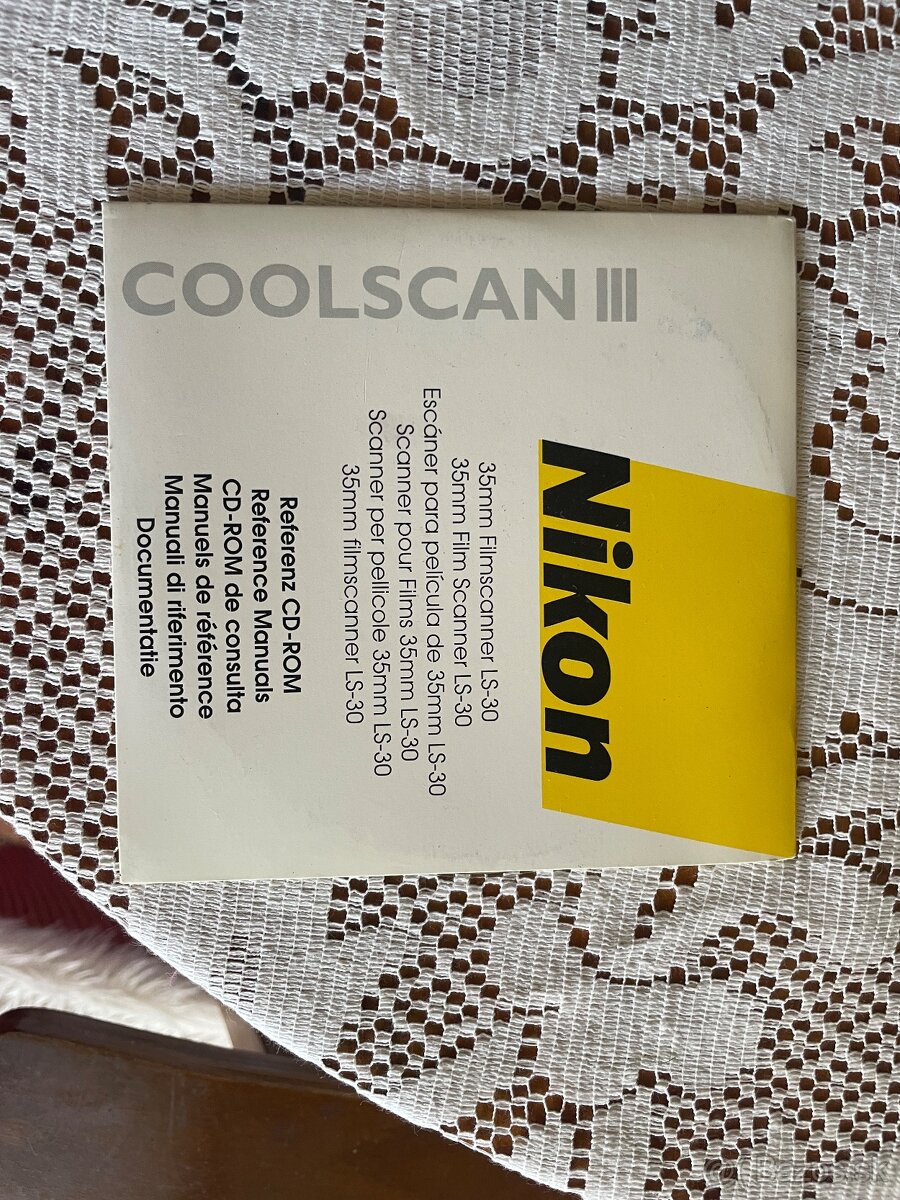 COOLSCAN III
Nikon
35mm Filmscanner LS-30
35mm Film Scanner LS-30
Escáner para película de 35mm LS-30
Scanner pour Films 35mm LS-30
Scanner per pellicole 35mm LS-30
35mm filmscanner LS-30
Referenz CD-ROM
Reference Manuals
CD-ROM de consulta
Manuels de référence
Manuali di riferimento
Documentatie